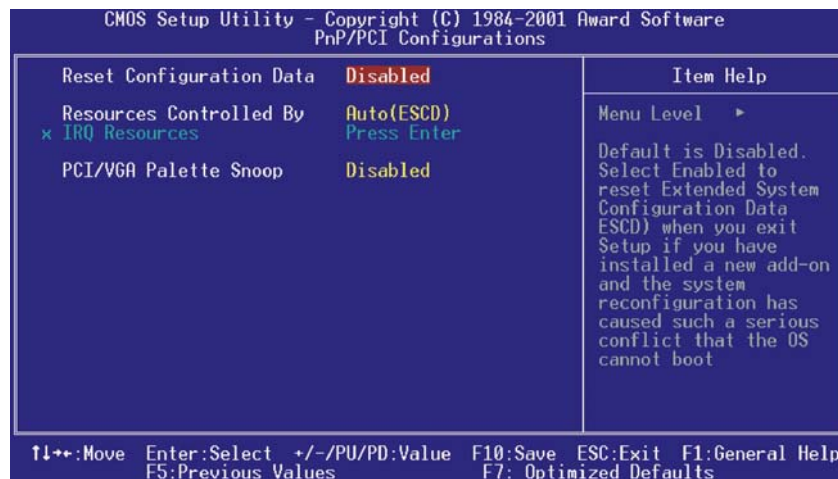 CMOS Setup Utility - Copyright (C) 1984-2001 Award Software
PnP/PCI Configurations
Reset Configuration Data Disabled
Resources Controlled By Auto(ESCD)
x IRQ Resources Press Enter
PCI/VGA Palette Snoop Disabled
Item Help
Menu Level ►
Default is Disabled.
Select Enabled to
reset Extended System
Configuration Data
ESCD) when you exit
Setup if you have
installed a new add-on
and the system
reconfiguration has
caused such a serious
conflict that the OS
cannot boot
↑↓→←:Move Enter:Select +/-/PU/PD:Value F10:Save ESC:Exit F1:General Help
F5:Previous Values F7: Optimized Defaults